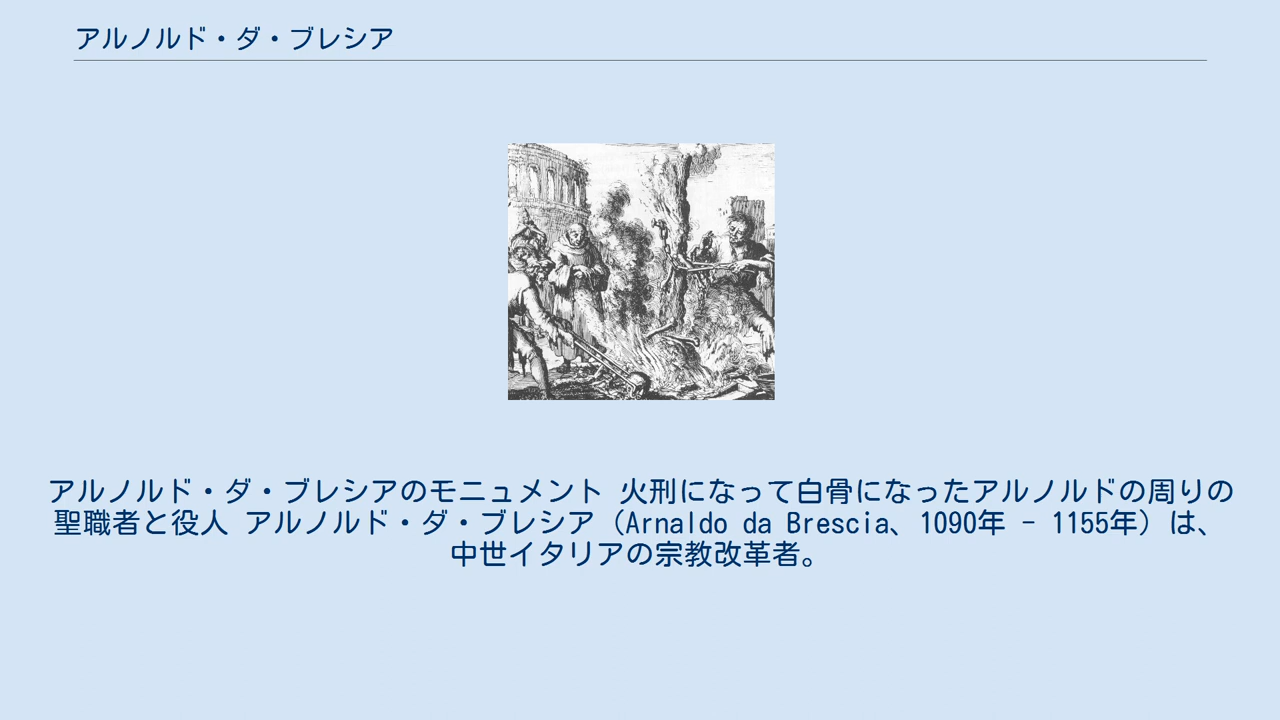 アルノルド・ダ・ブレシア
アルノルド・ダ・ブレシアのモニュメント 火刑になって白骨になったアルノルドの周りの
聖職者と役人 アルノルド・ダ・ブレシア（Arnaldo da Brescia、1090年 - 1155年）は、
中世イタリアの宗教改革者。